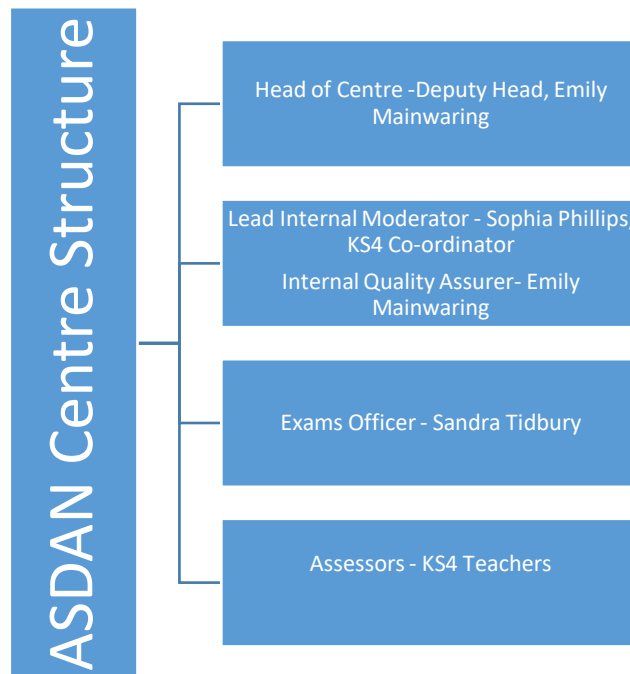 ASDAN Centre Structure
Head of Centre -Deputy Head, Emily
Mainwaring
Lead Internal Moderator - Sophia Phillips,
KS4 Co-ordinator
Internal Quality Assurer- Emily
Mainwaring
Exams Officer - Sandra Tidbury
Assessors - KS4 Teachers